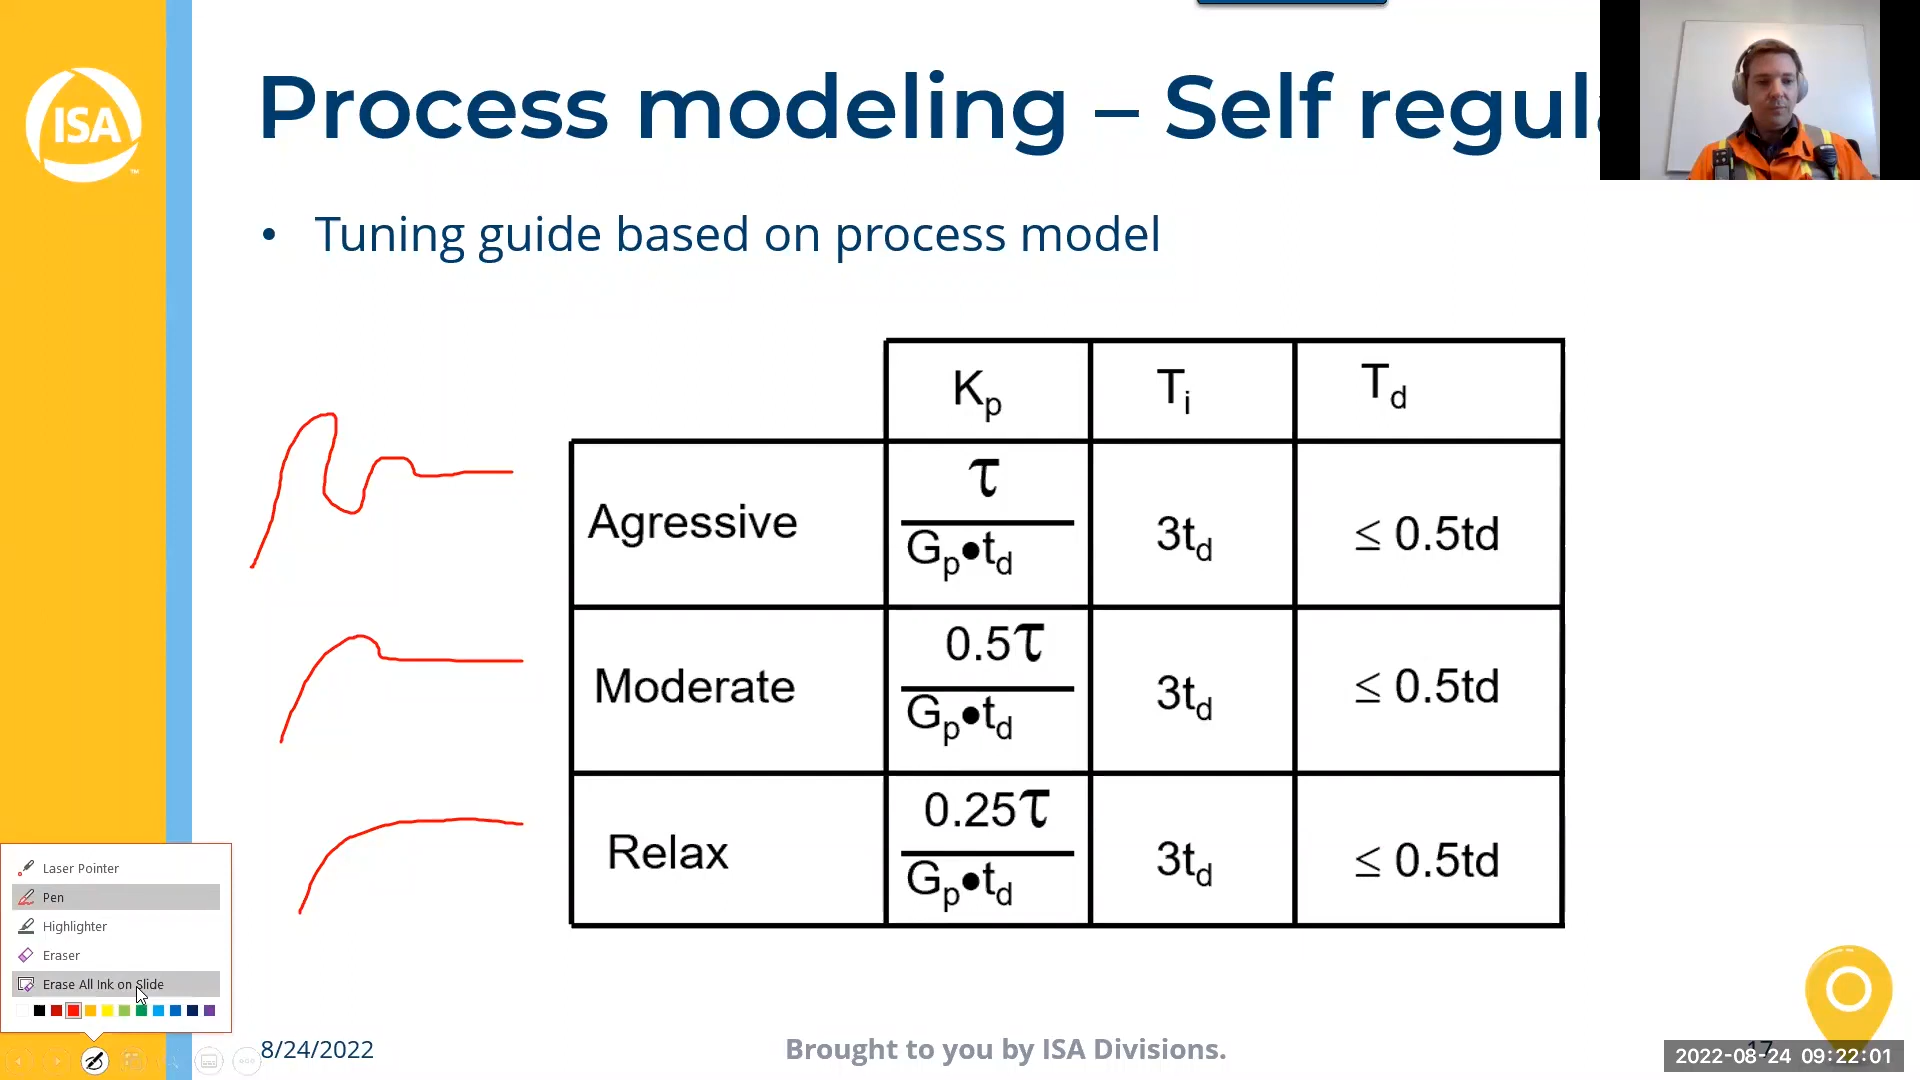 ISA
Process modeling – Self regul
• Tuning guide based on process model
Kp Ti Td
Agressive τ / Gp•td 3td ≤ 0.5td
Moderate 0.5τ / Gp•td 3td ≤ 0.5td
Relax 0.25τ / Gp•td 3td ≤ 0.5td
Laser Pointer
Pen
Highlighter
Eraser
Erase All Ink on Slide
8/24/2022
Brought to you by ISA Divisions.
17
2022-08-24 09:22:01